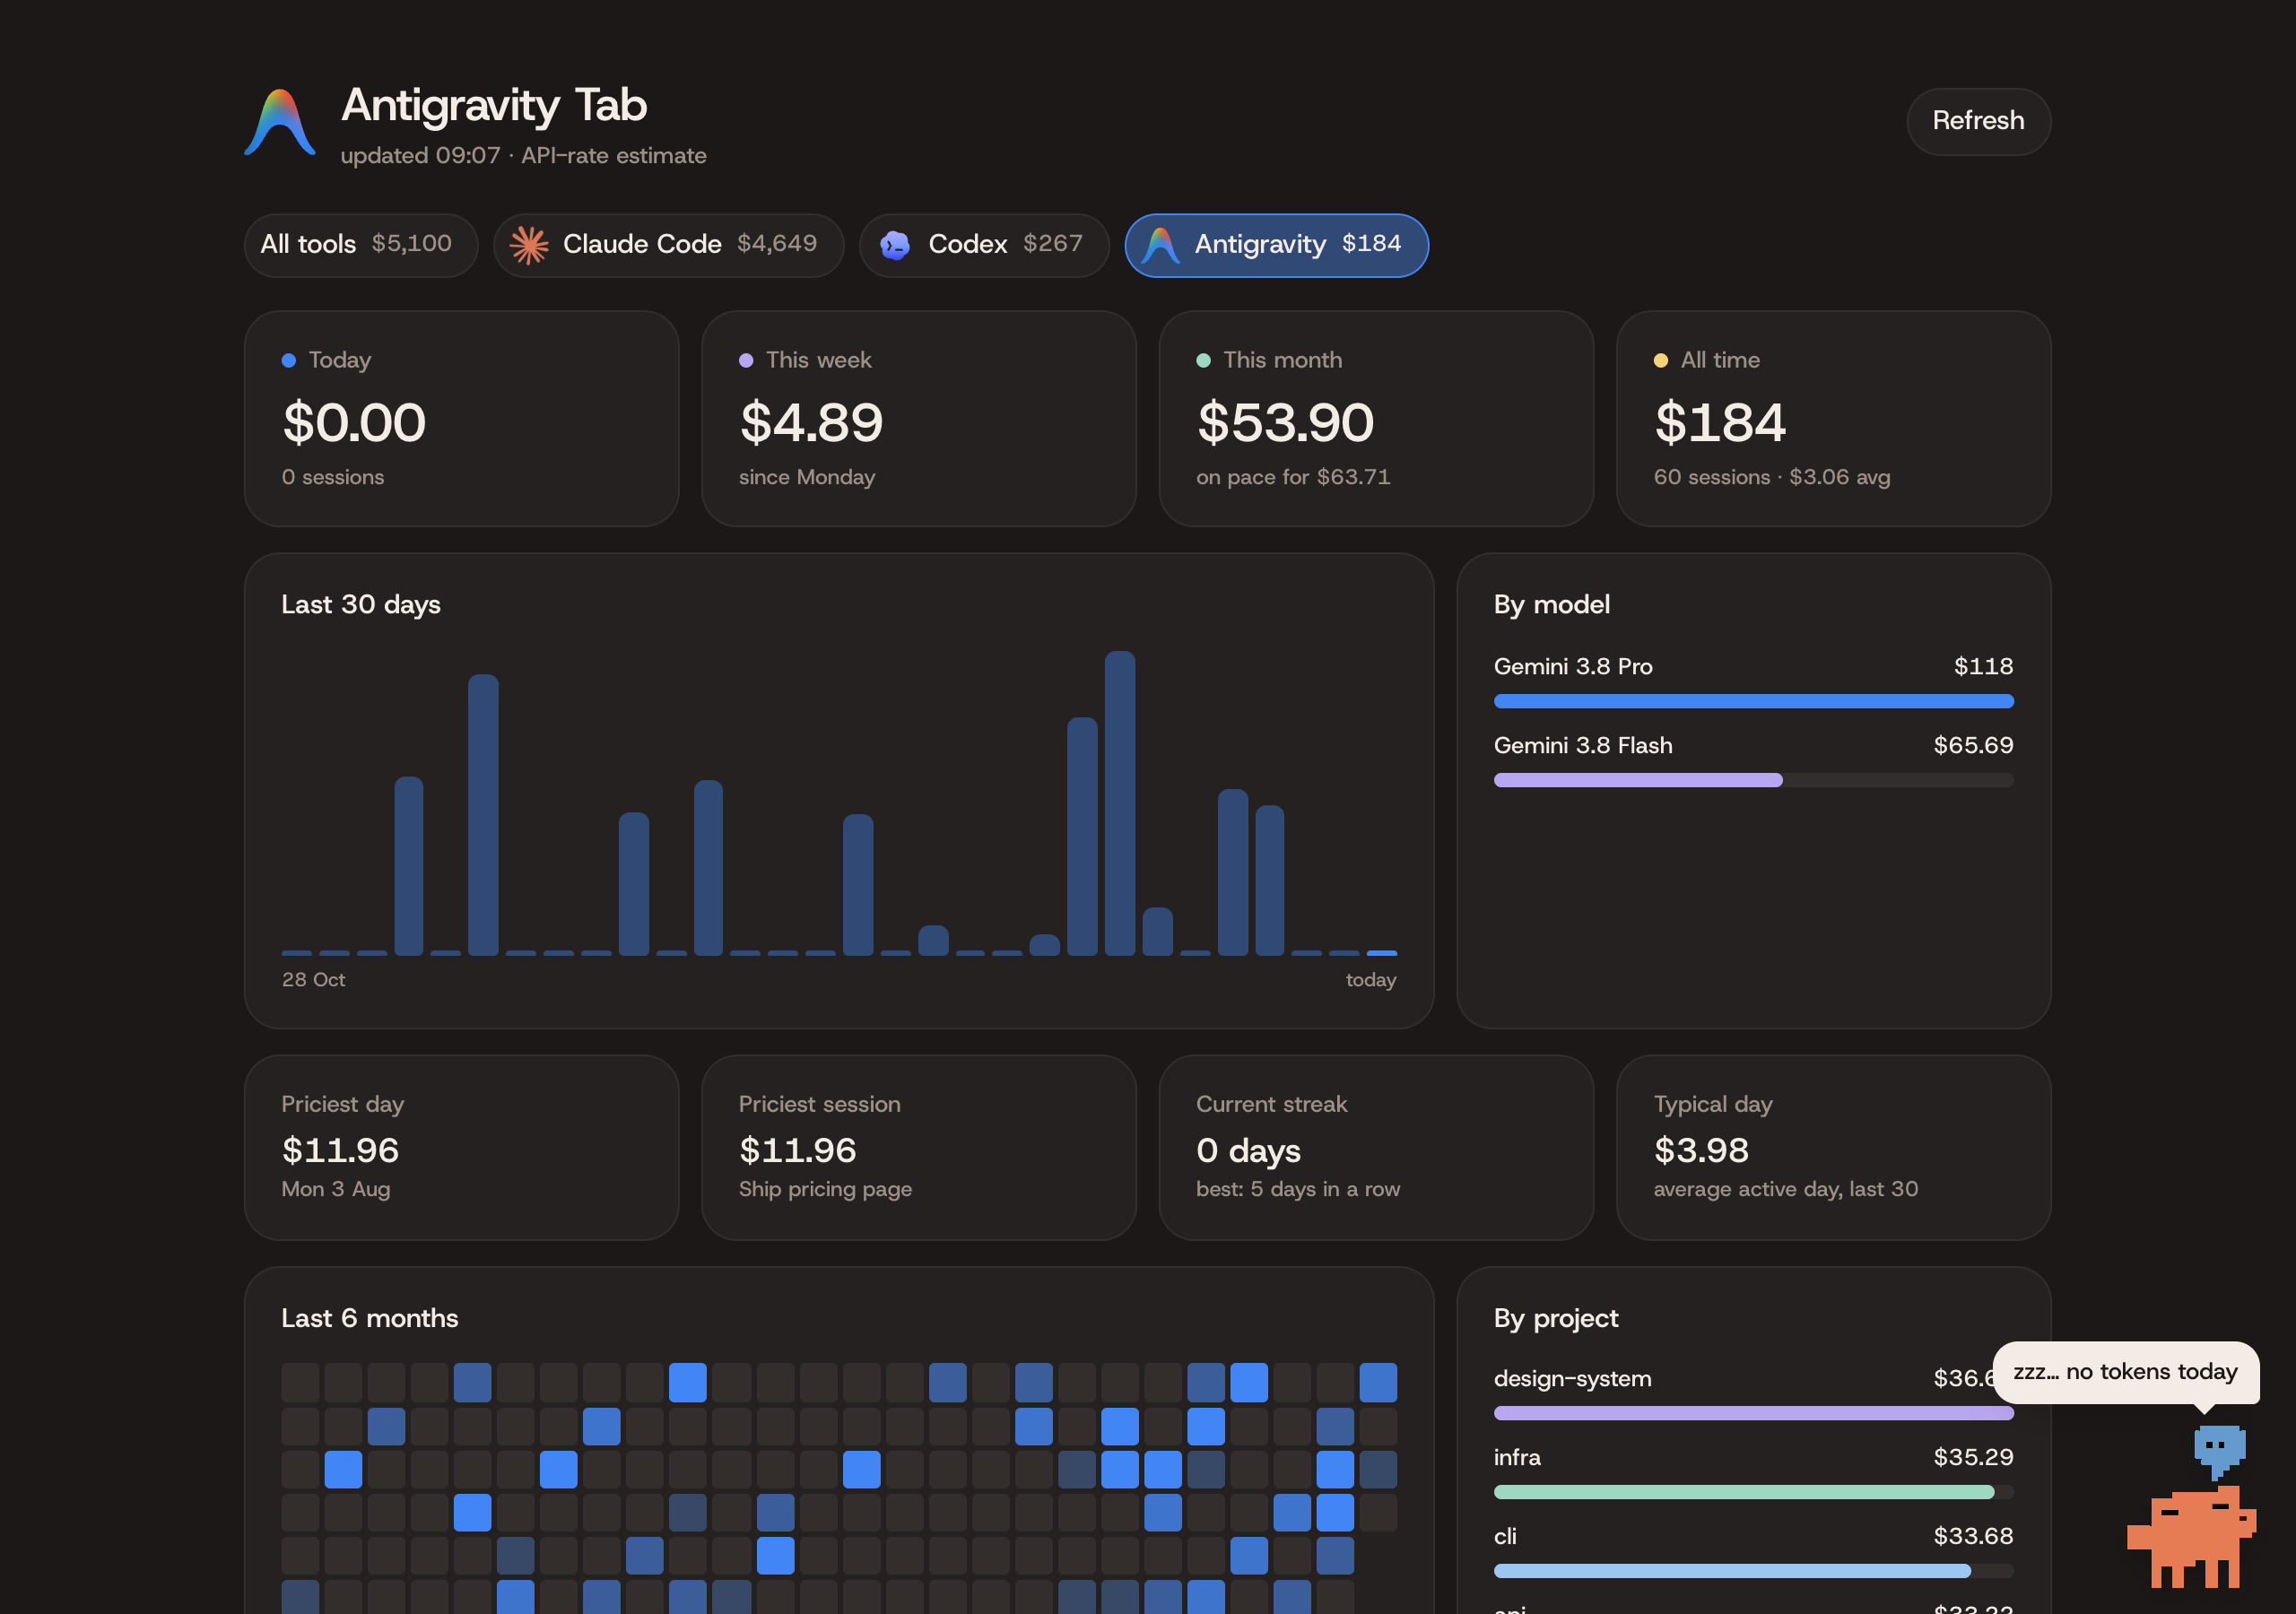 Antigravity Tab
updated 09:07 · API-rate estimate
Refresh
All tools $5,100
Claude Code $4,649
Codex $267
Antigravity $184
Today
$0.00
0 sessions
This week
$4.89
since Monday
This month
$53.90
on pace for $63.71
All time
$184
60 sessions · $3.06 avg
Last 30 days
28 Oct
today
By model
Gemini 3.8 Pro $118
Gemini 3.8 Flash $65.69
Priciest day
$11.96
Mon 3 Aug
Priciest session
$11.96
Ship pricing page
Current streak
0 days
best: 5 days in a row
Typical day
$3.98
average active day, last 30
Last 6 months
By project
design-system
zzz... no tokens today
infra $35.29
cli $33.68